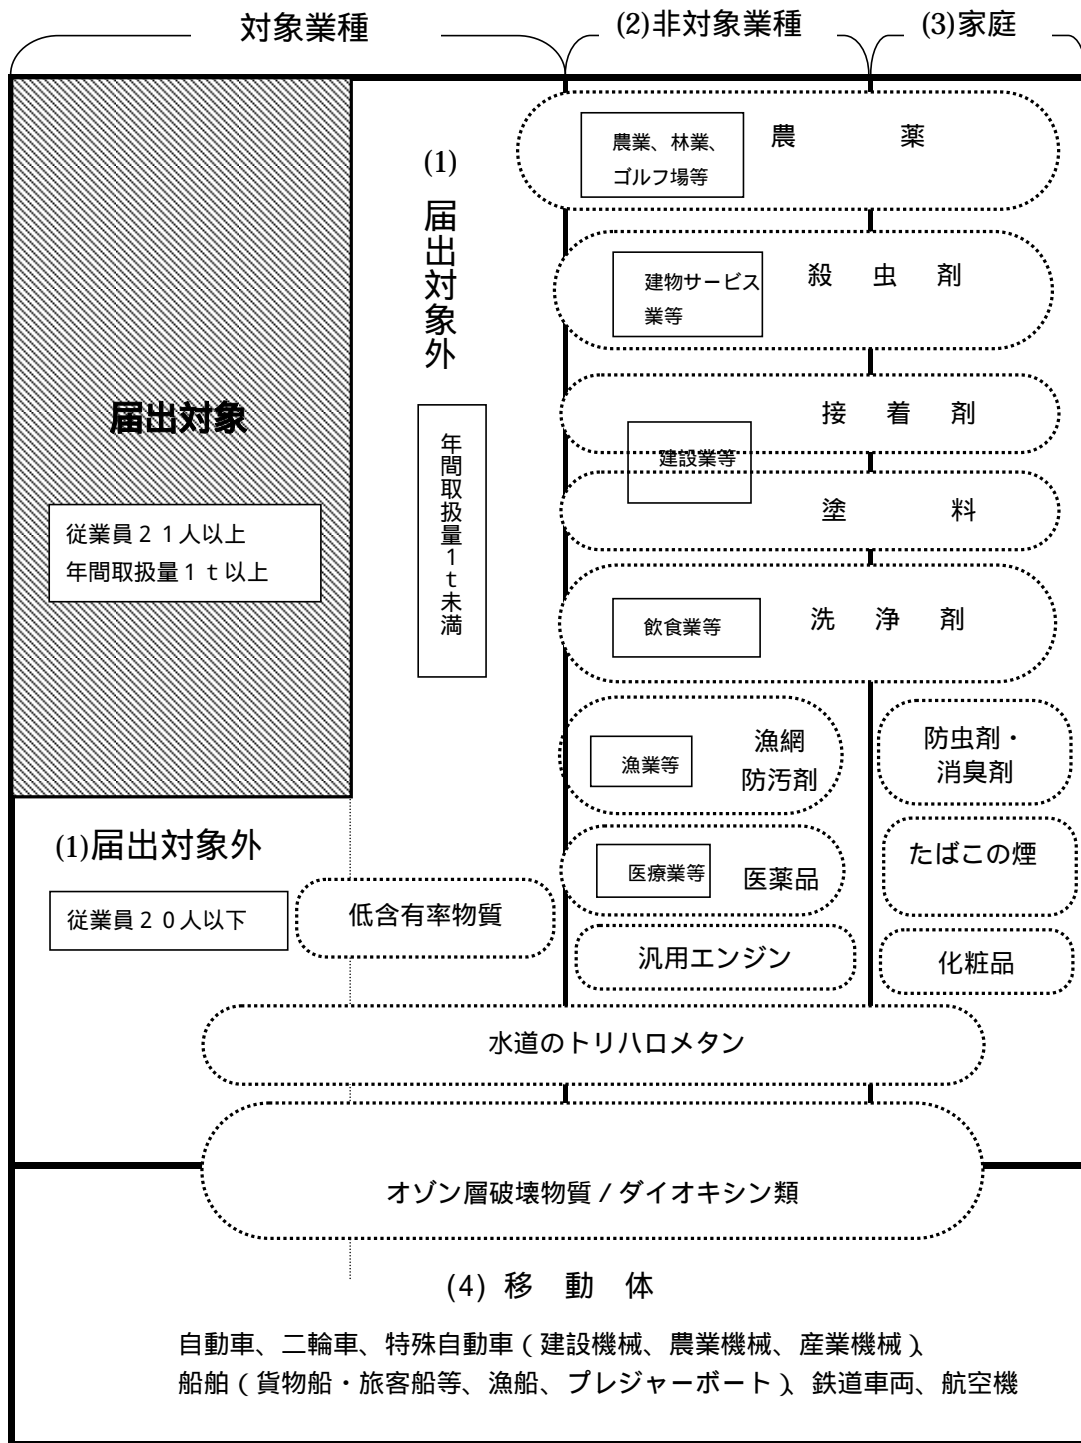 対象業種
(2)非対象業種
(3)家庭
農業、林業、
ゴルフ場等
農　　　薬
(1)
届出対象外
建物サービス
業等
殺　虫　剤
届出対象
年間取扱量1t未満
接　着　剤
建設業等
塗　　　料
従業員２１人以上
年間取扱量１ｔ以上
飲食業等
洗　浄　剤
漁業等
漁網
防汚剤
防虫剤・
消臭剤
(1)届出対象外
医療業等
医薬品
たばこの煙
従業員２０人以下
低含有率物質
汎用エンジン
化粧品
水道のトリハロメタン
オゾン層破壊物質／ダイオキシン類
(4) 移　動　体
自動車、二輪車、特殊自動車（建設機械、農業機械、産業機械）、
船舶（貨物船・旅客船等、漁船、プレジャーボート）、鉄道車両、航空機